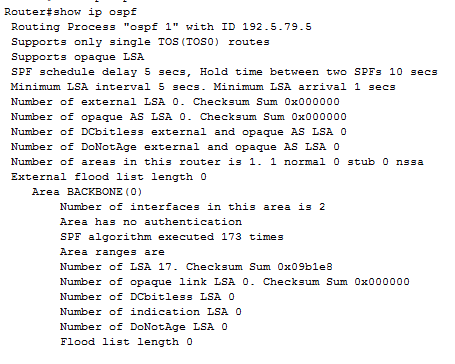 Router#show ip ospf
Routing Process "ospf 1" with ID 192.5.79.5
Supports only single TOS(TOS0) routes
Supports opaque LSA
SPF schedule delay 5 secs, Hold time between two SPFs 10 secs
Minimum LSA interval 5 secs. Minimum LSA arrival 1 secs
Number of external LSA 0. Checksum Sum 0x000000
Number of opaque AS LSA 0. Checksum Sum 0x000000
Number of DCbitless external and opaque AS LSA 0
Number of DoNotAge external and opaque AS LSA 0
Number of areas in this router is 1. 1 normal 0 stub 0 nssa
External flood list length 0
Area BACKBONE(0)
Number of interfaces in this area is 2
Area has no authentication
SPF algorithm executed 173 times
Area ranges are
Number of LSA 17. Checksum Sum 0x09b1e8
Number of opaque link LSA 0. Checksum Sum 0x000000
Number of DCbitless LSA 0
Number of indication LSA 0
Number of DoNotAge LSA 0
Flood list length 0